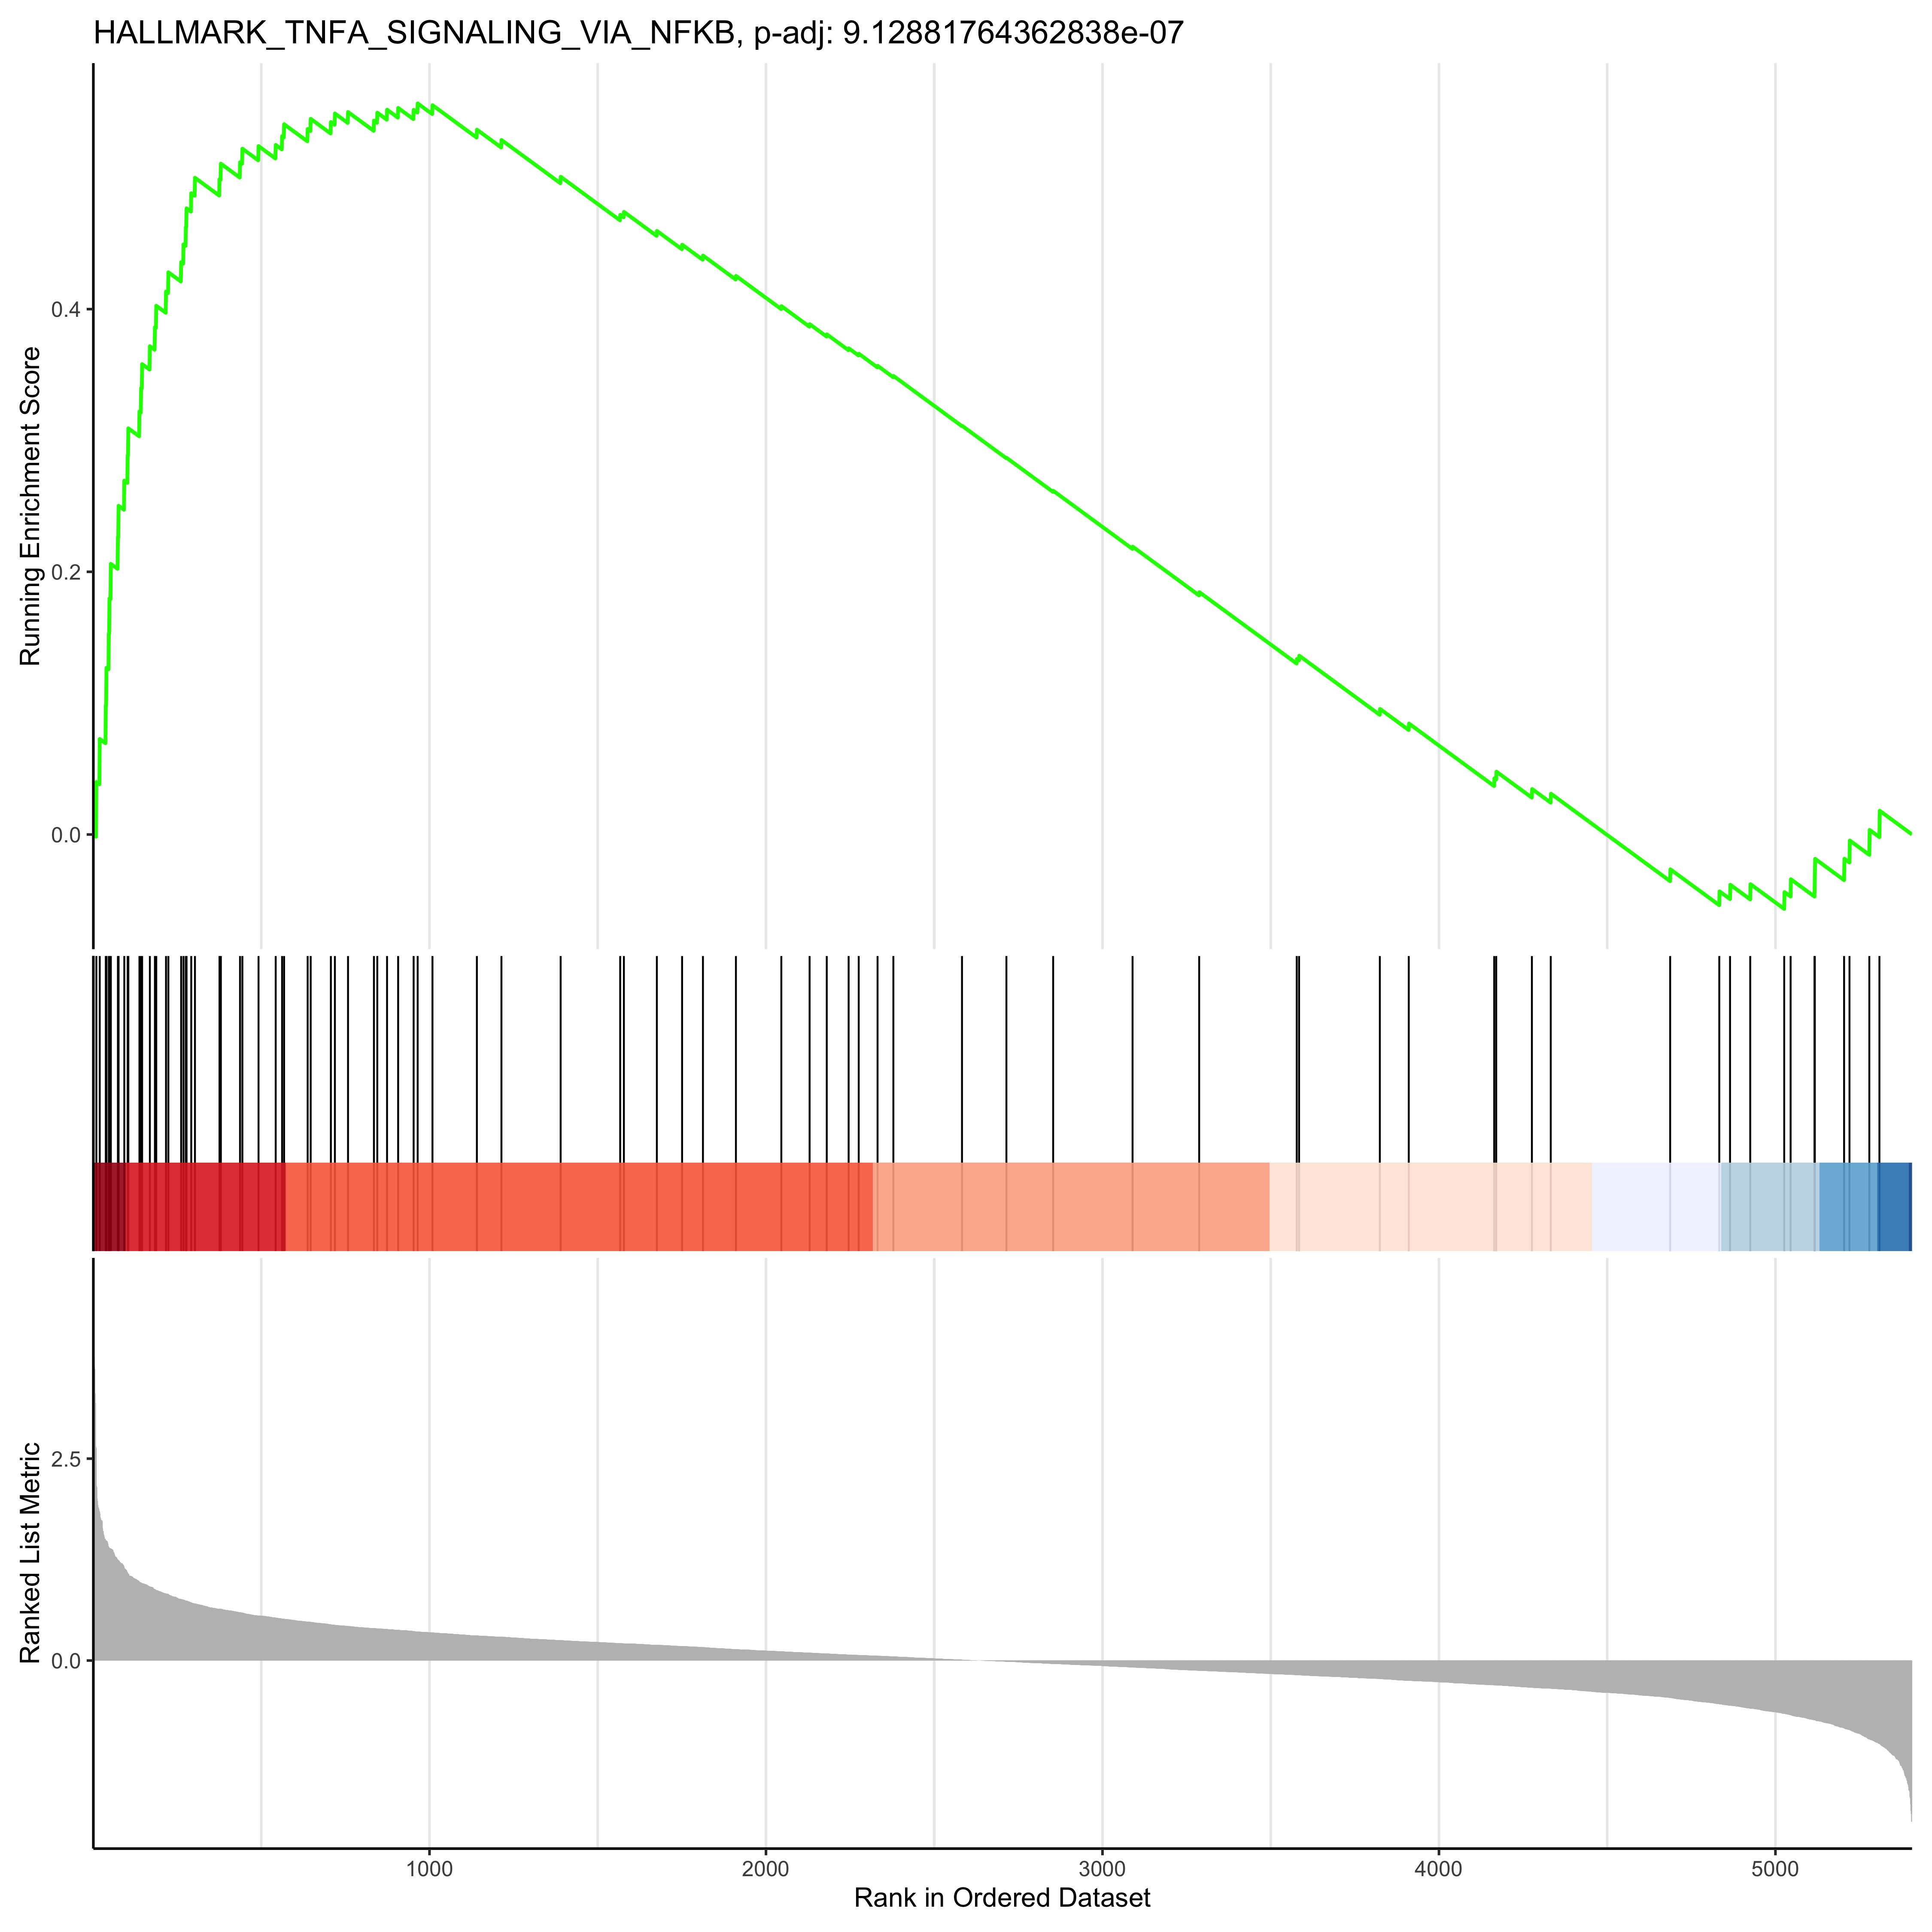 HALLMARK_TNFA_SIGNALING_VIA_NFKB, p-adj: 9.12881764362838e-07
Running Enrichment Score
0.4
0.2
0.0
Ranked List Metric
2.5
0.0
1000 2000 3000 4000 5000
Rank in Ordered Dataset